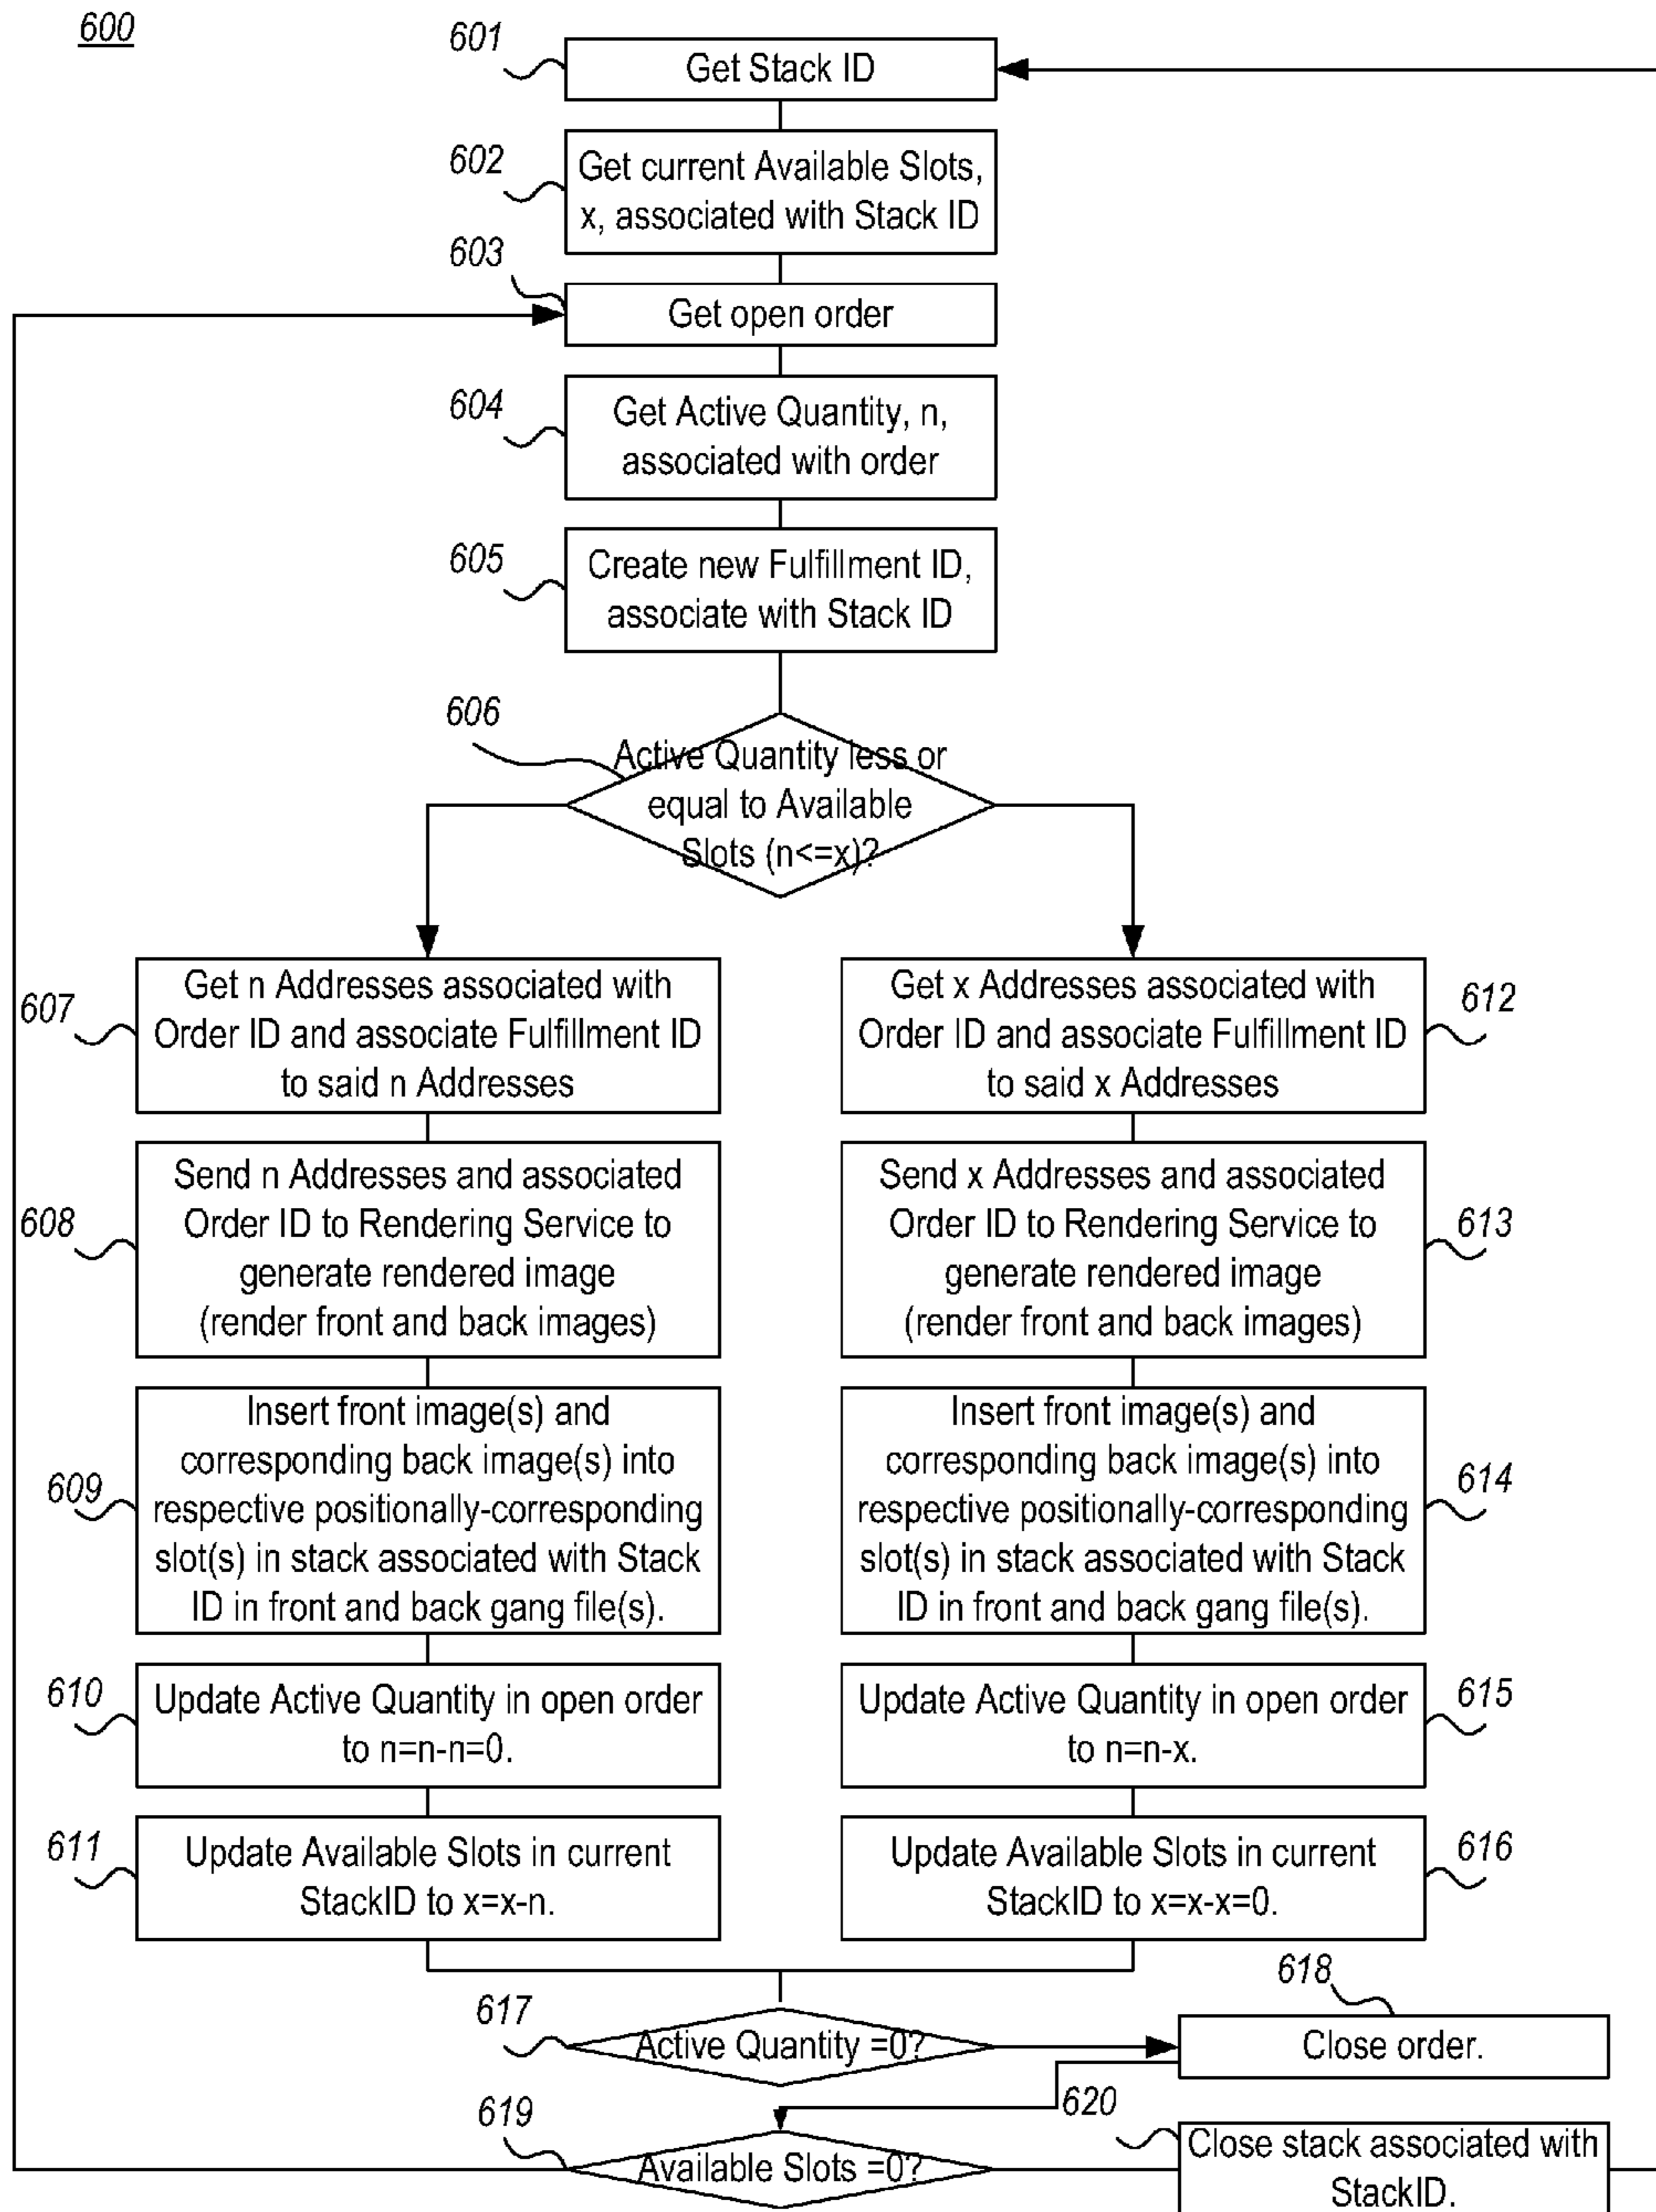 600
601
Get Stack ID
602
Get current Available Slots,
x, associated with Stack ID
603
Get open order
604
Get Active Quantity, n,
associated with order
605
Create new Fulfillment ID,
associate with Stack ID
606
Active Quantity less or
equal to Available
Slots (n<=x)?
607
Get n Addresses associated with
Order ID and associate Fulfillment ID
to said n Addresses
608
Send n Addresses and associated
Order ID to Rendering Service to
generate rendered image
(render front and back images)
609
Insert front image(s) and
corresponding back image(s) into
respective positionally-corresponding
slot(s) in stack associated with Stack
ID in front and back gang file(s).
610
Update Active Quantity in open order
to n=n-n=0.
611
Update Available Slots in current
StackID to x=x-n.
Get x Addresses associated with
Order ID and associate Fulfillment ID
to said x Addresses
612
Send x Addresses and associated
Order ID to Rendering Service to
generate rendered image
(render front and back images)
613
Insert front image(s) and
corresponding back image(s) into
respective positionally-corresponding
slot(s) in stack associated with Stack
ID in front and back gang file(s).
614
Update Active Quantity in open order
to n=n-x.
615
Update Available Slots in current
StackID to x=x-x=0.
616
617
Active Quantity =0?
618
Close order.
619
Available Slots =0?
620
Close stack associated with
StackID.